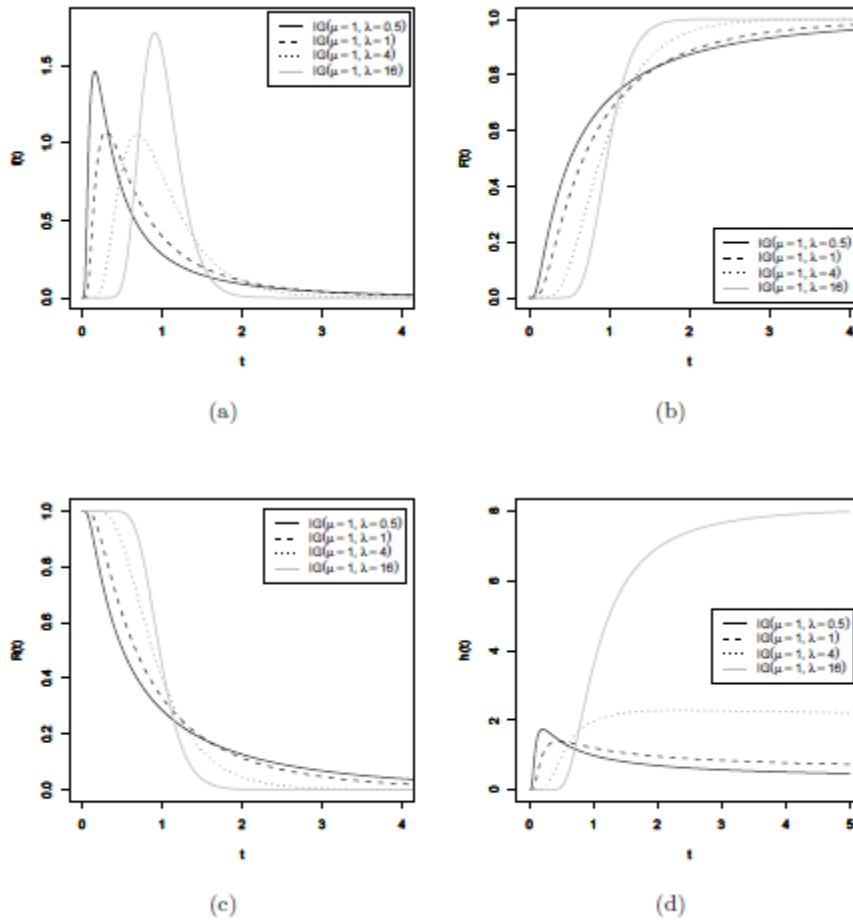 IG(μ=1, λ=0.5)
IG(μ=1, λ=1)
IG(μ=1, λ=4)
IG(μ=1, λ=16)
f(t)
1.5
1.0
0.5
0.0
0 1 2 3 4
t
(a)
F(t)
1.0
0.8
0.6
0.4
0.2
0.0
IG(μ=1, λ=0.5)
IG(μ=1, λ=1)
IG(μ=1, λ=4)
IG(μ=1, λ=16)
0 1 2 3 4
t
(b)
R(t)
1.0
0.8
0.6
0.4
0.2
0.0
IG(μ=1, λ=0.5)
IG(μ=1, λ=1)
IG(μ=1, λ=4)
IG(μ=1, λ=16)
0 1 2 3 4
t
(c)
h(t)
8
6
4
2
0
IG(μ=1, λ=0.5)
IG(μ=1, λ=1)
IG(μ=1, λ=4)
IG(μ=1, λ=16)
0 1 2 3 4 5
t
(d)